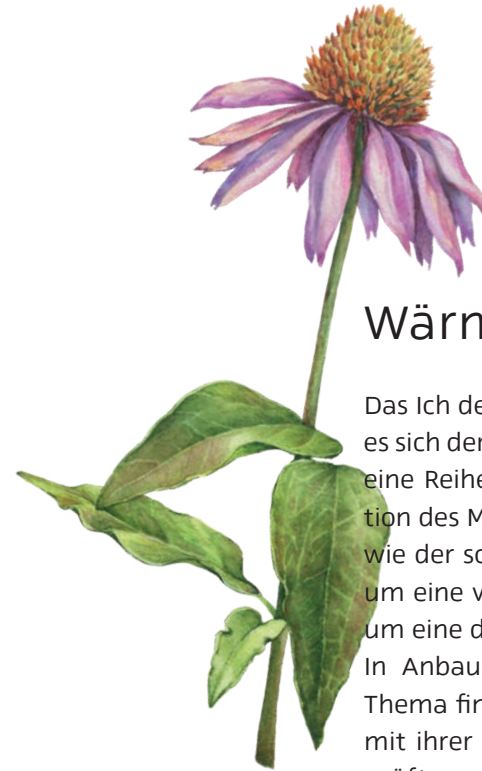 Wärn
Das Ich de
es sich der
eine Reihe
tion des M
wie der so
um eine v
um eine d
In Anbau
Thema fin
mit ihrer